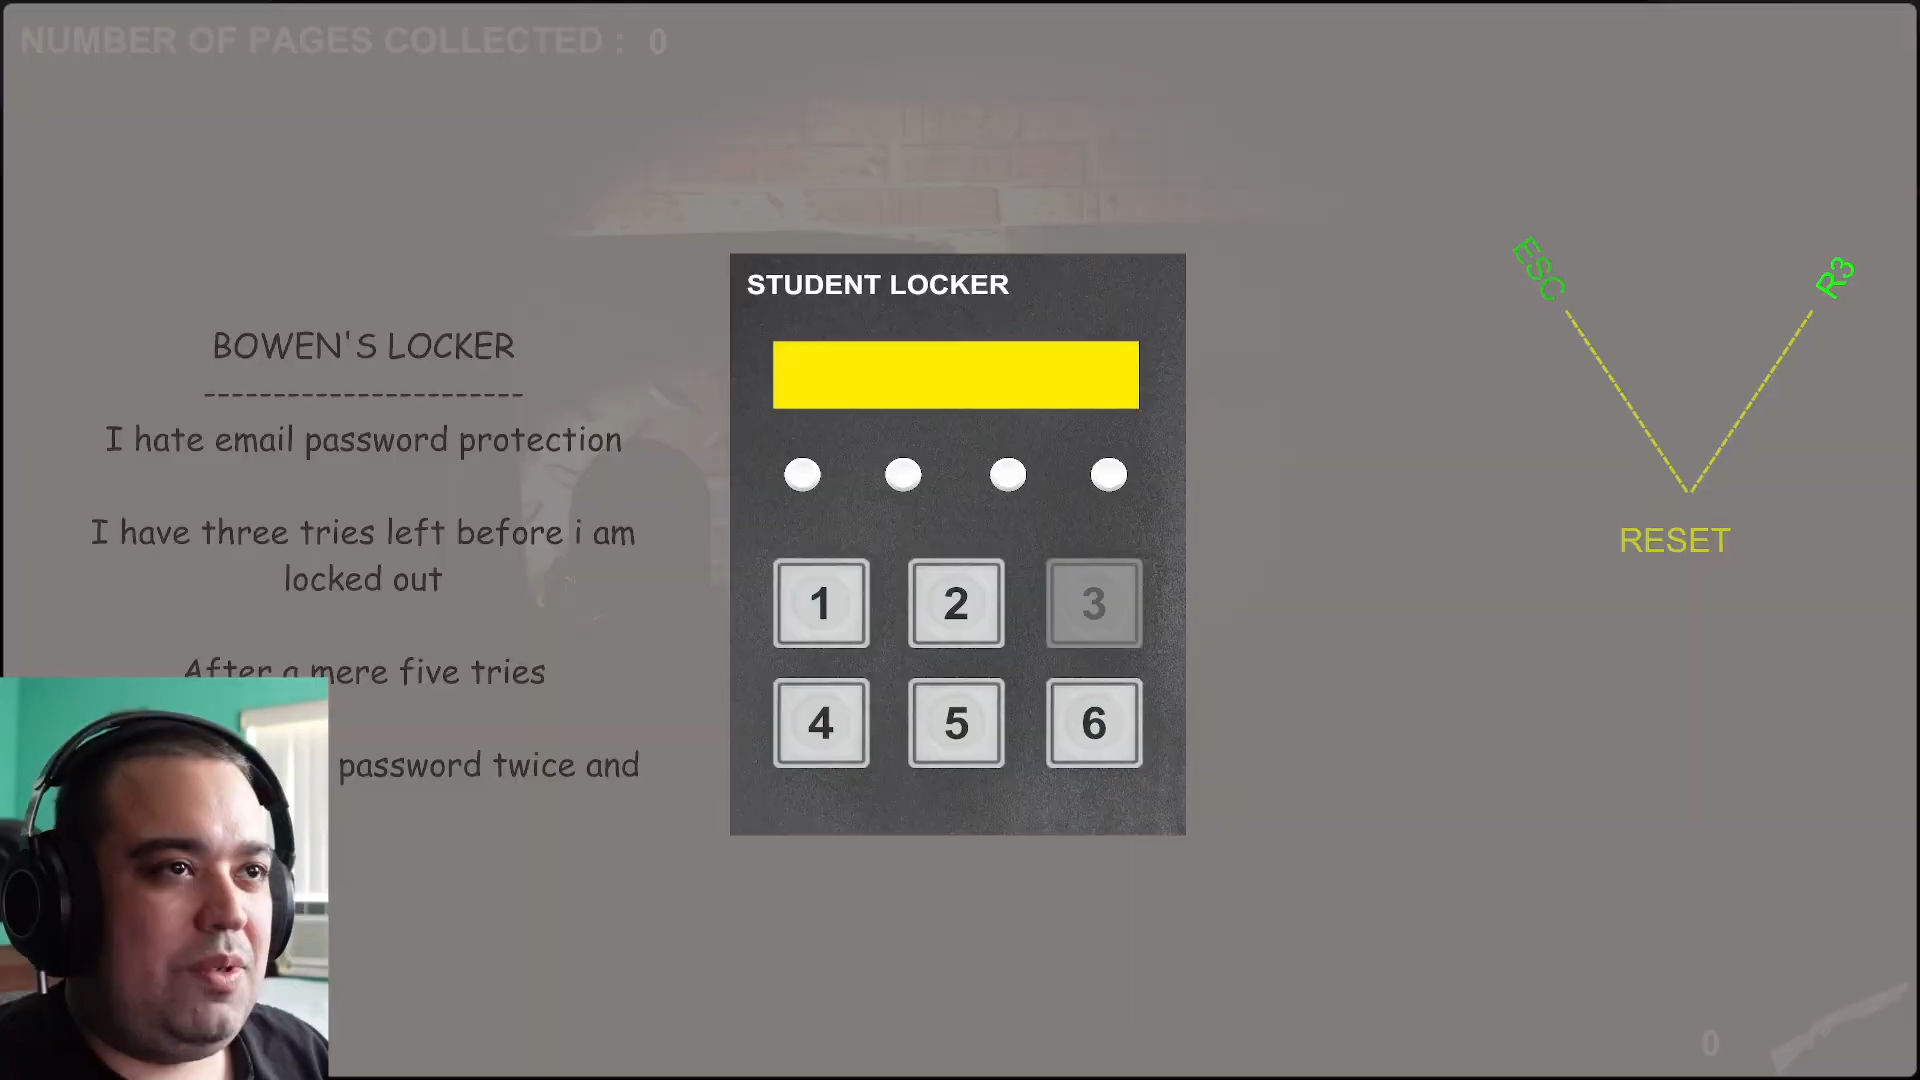 NUMBER OF PAGES COLLECTED : 0
BOWEN'S LOCKER
-----------------------
I hate email password protection
I have three tries left before i am
locked out
After a mere five tries
password twice and
STUDENT LOCKER
1 2 3
4 5 6
ESC
R3
RESET
0